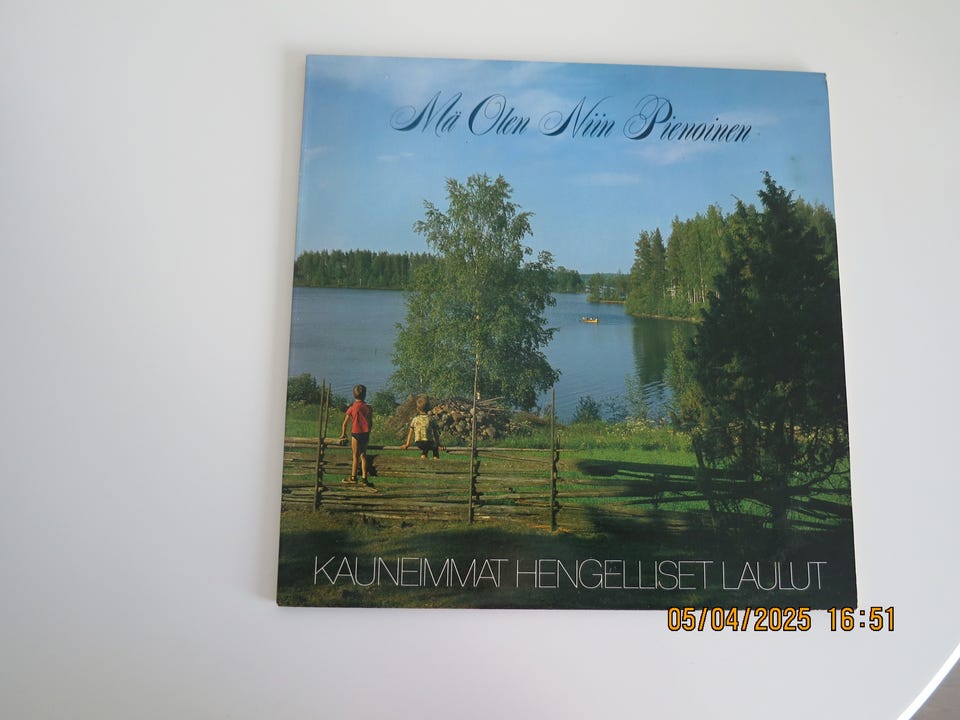 Mä Olen Niin Pienoinen
KAUNEIMMAT HENGELLISET LAULUT
05/04/2025 16:51